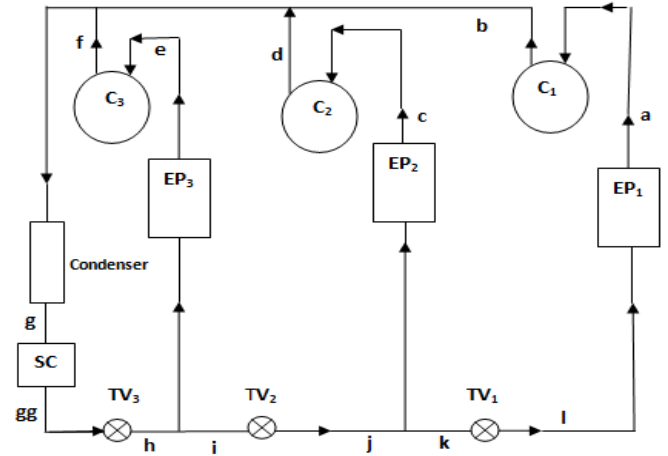 b
f
e
d
C₃
C₂
C₁
c
a
EP₃
EP₂
EP₁
Condenser
g
SC
gg
TV₃
TV₂
TV₁
h
i
j
k
l